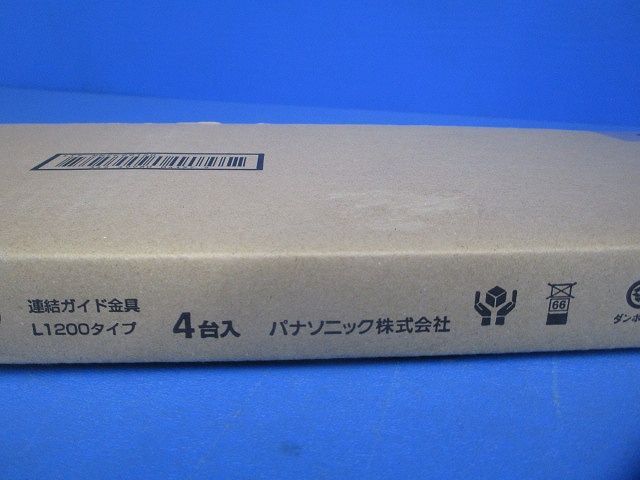 連結ガイド金具
L1200タイプ
4台入
パナソニック株式会社
66
ダンボ